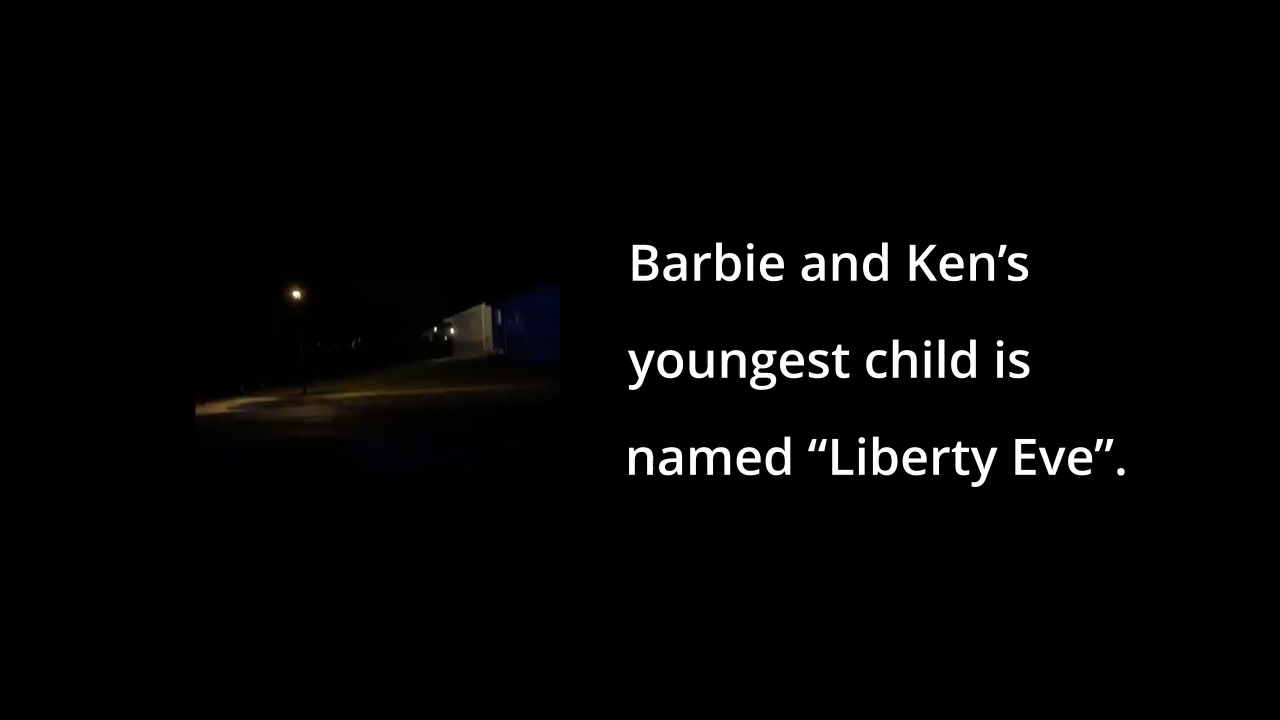 Barbie and Ken’s
youngest child is
named “Liberty Eve”.